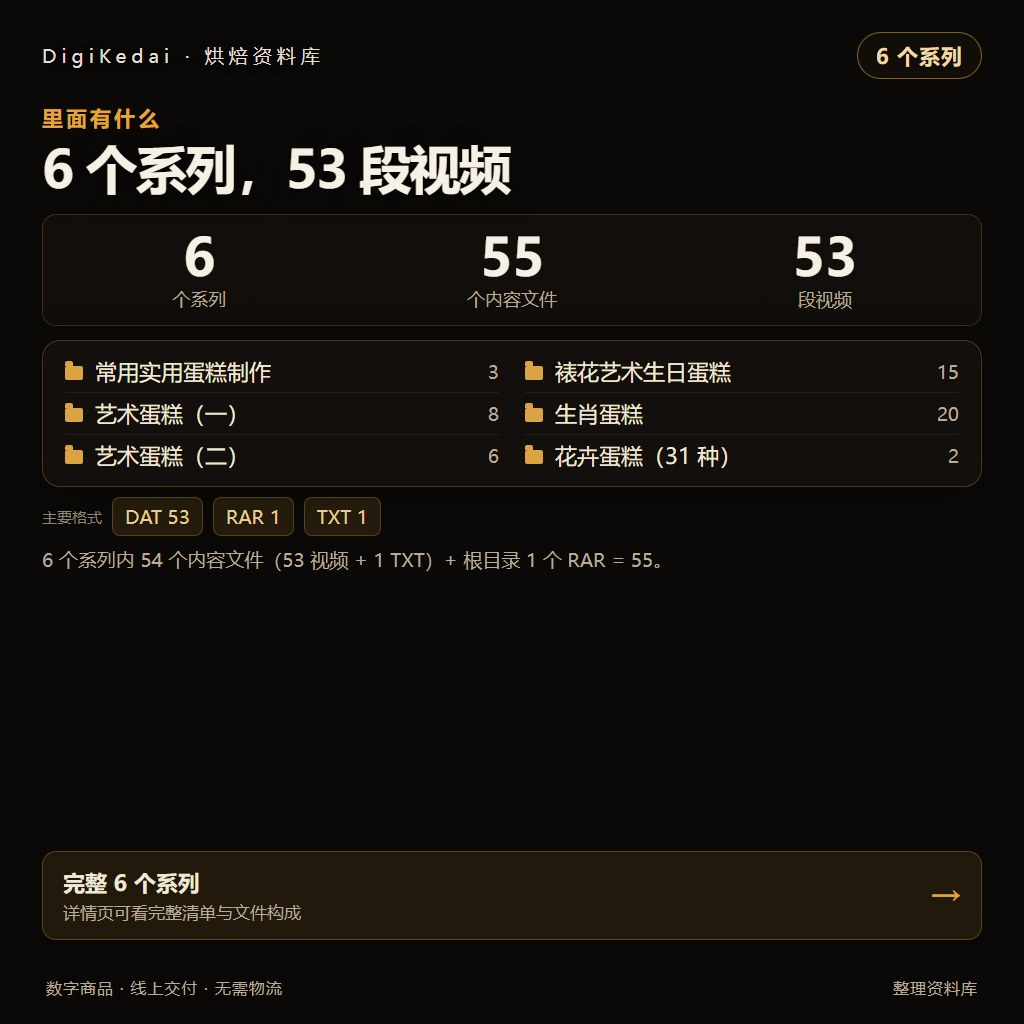 DigiKedai · 烘焙资料库
6 个系列
里面有什么
6 个系列，53 段视频
6
个系列
55
个内容文件
53
段视频
常用实用蛋糕制作 3
裱花艺术生日蛋糕 15
艺术蛋糕（一） 8
生肖蛋糕 20
艺术蛋糕（二） 6
花卉蛋糕（31 种） 2
主要格式 DAT 53 RAR 1 TXT 1
6 个系列内 54 个内容文件（53 视频 + 1 TXT）+ 根目录 1 个 RAR = 55。
完整 6 个系列
详情页可看完整清单与文件构成
→
数字商品 · 线上交付 · 无需物流
整理资料库